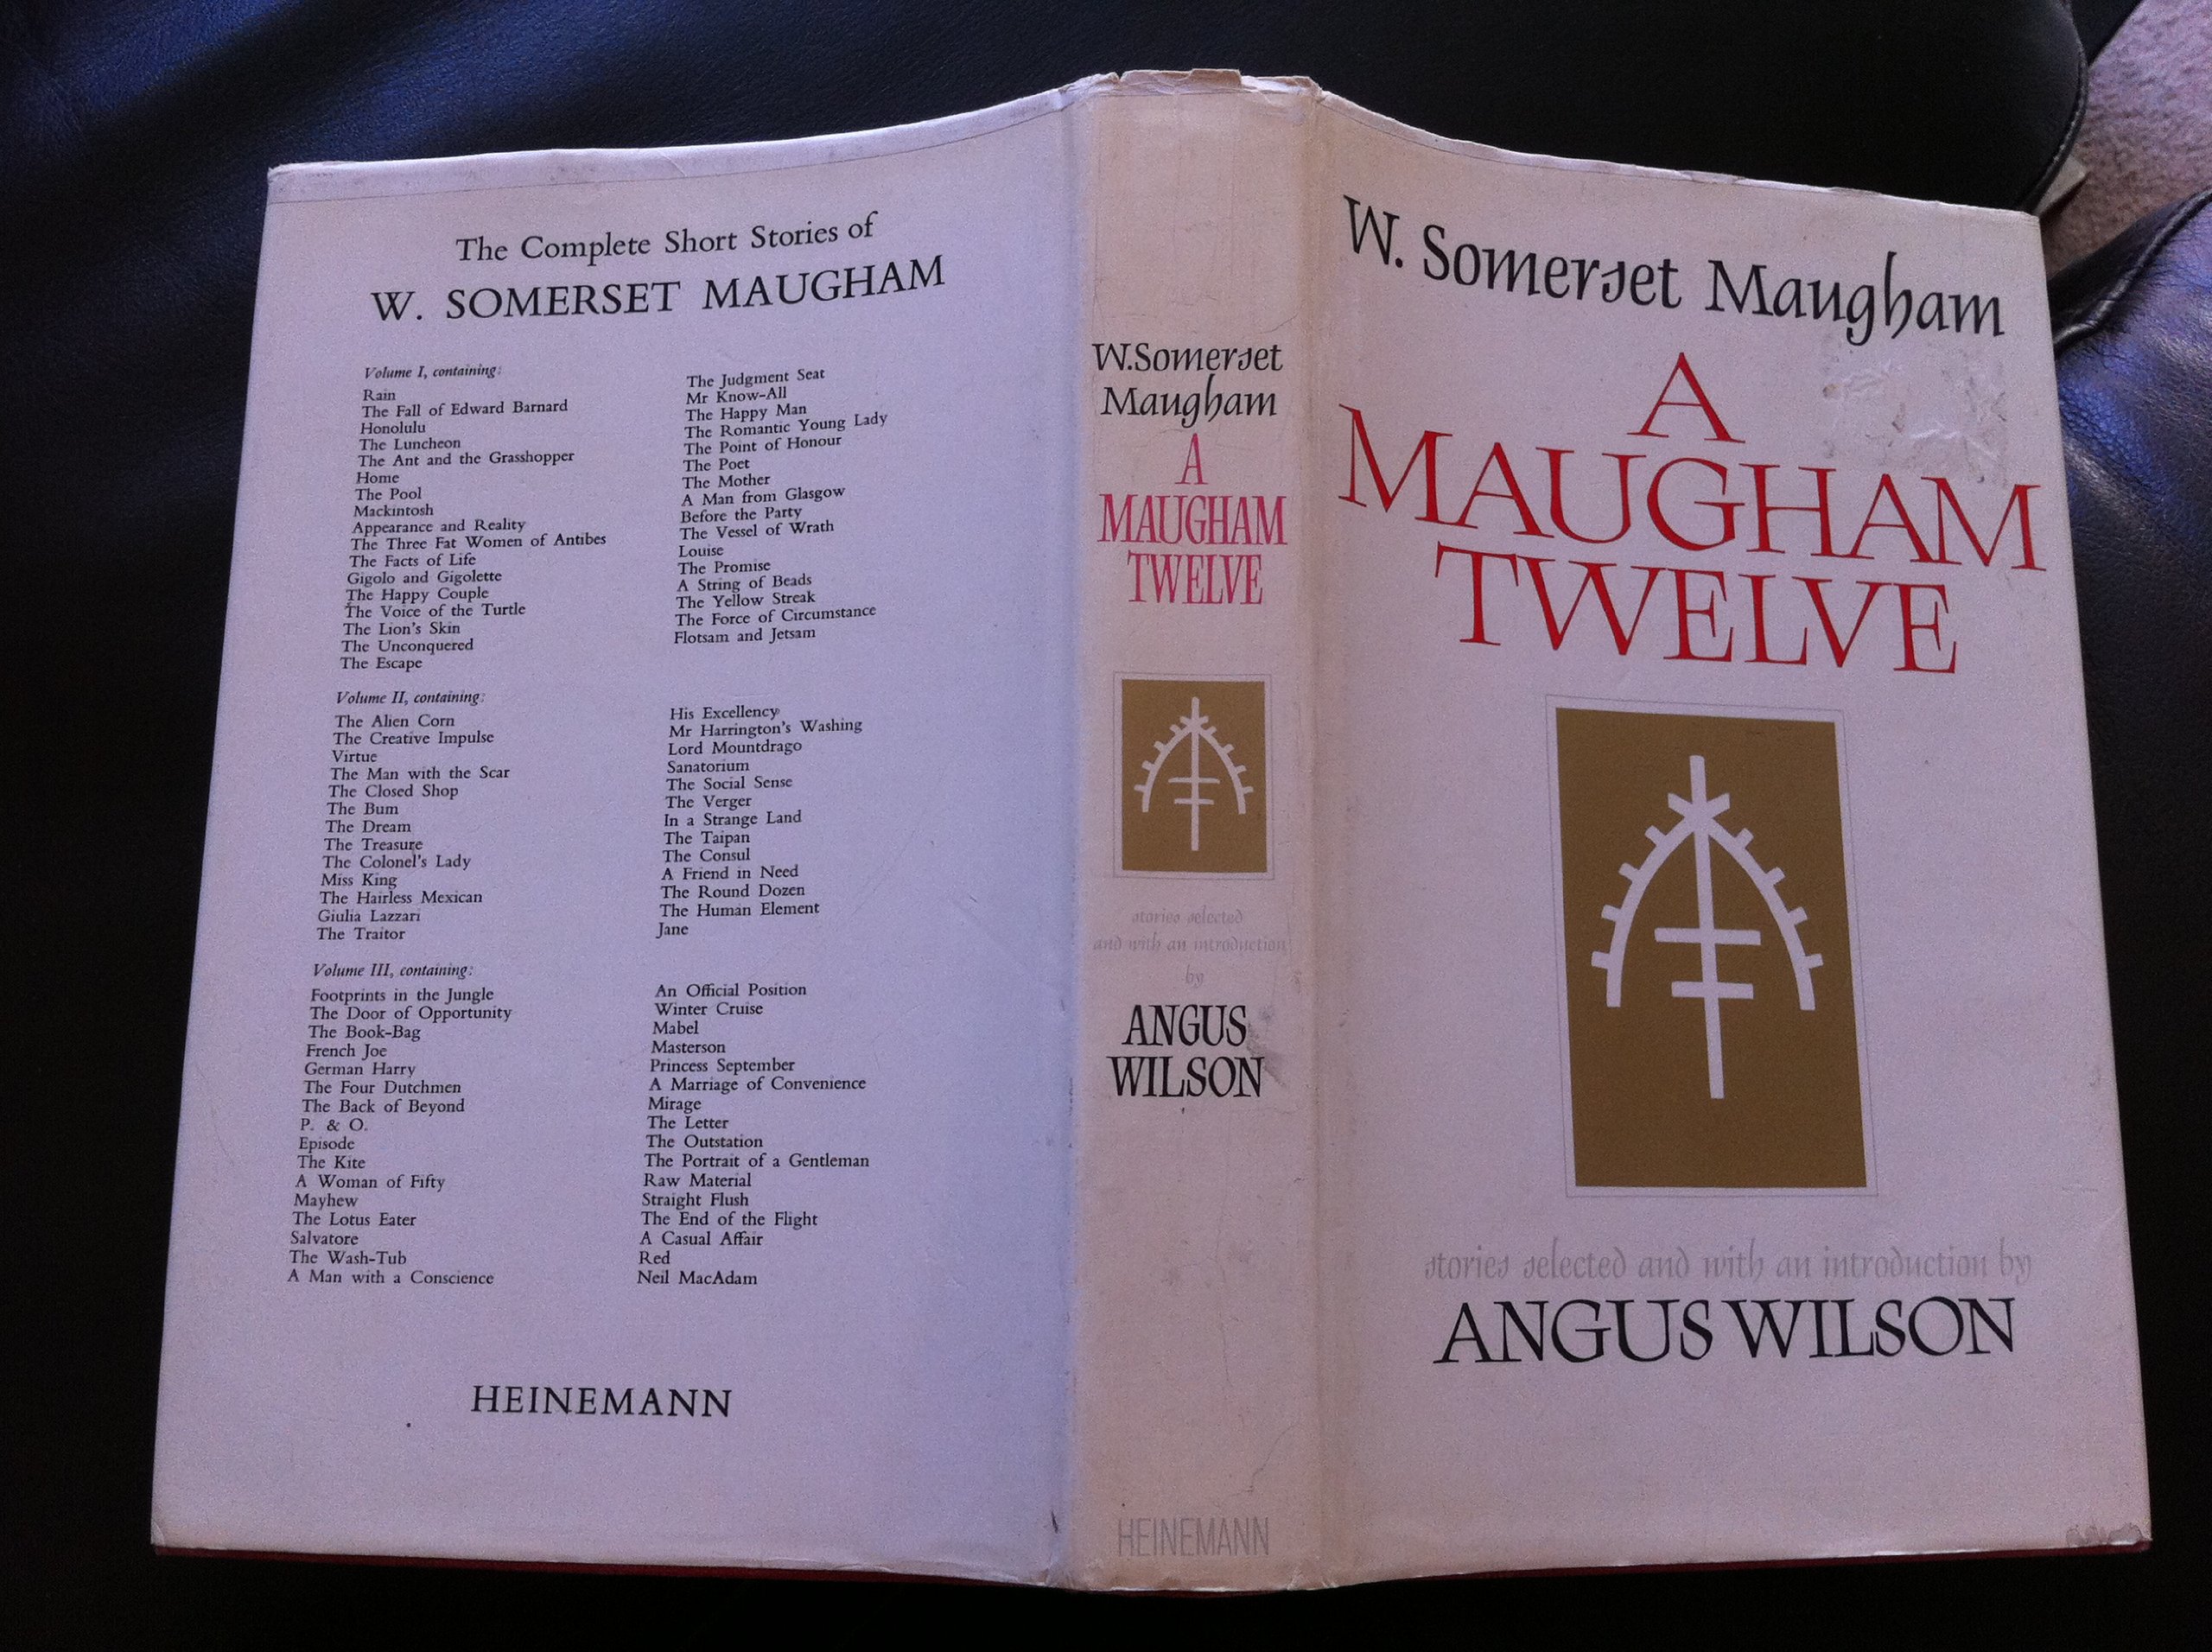 The Complete Short Stories of
W. SOMERSET MAUGHAM
Volume I, containing:
Rain
The Fall of Edward Barnard
Honolulu
The Luncheon
The Ant and the Grasshopper
Home
The Pool
Mackintosh
Appearance and Reality
The Three Fat Women of Antibes
The Facts of Life
Gigolo and Gigolette
The Happy Couple
The Voice of the Turtle
The Lion's Skin
The Unconquered
The Escape
The Judgment Seat
Mr Know-All
The Happy Man
The Romantic Young Lady
The Point of Honour
The Poet
The Mother
A Man from Glasgow
Before the Party
The Vessel of Wrath
Louise
The Promise
A String of Beads
The Yellow Streak
The Force of Circumstance
Flotsam and Jetsam
Volume II, containing:
The Alien Corn
The Creative Impulse
Virtue
The Man with the Scar
The Closed Shop
The Bum
The Dream
The Treasure
The Colonel's Lady
Miss King
The Hairless Mexican
Giulia Lazzari
The Traitor
His Excellency
Mr Harrington's Washing
Lord Mountdrago
Sanatorium
The Social Sense
The Verger
In a Strange Land
The Taipan
The Consul
A Friend in Need
The Round Dozen
The Human Element
Jane
Volume III, containing:
Footprints in the Jungle
The Door of Opportunity
The Book-Bag
French Joe
German Harry
The Four Dutchmen
The Back of Beyond
P. & O.
Episode
The Kite
A Woman of Fifty
Mayhew
The Lotus Eater
Salvatore
The Wash-Tub
A Man with a Conscience
An Official Position
Winter Cruise
Mabel
Masterson
Princess September
A Marriage of Convenience
Mirage
The Letter
The Outstation
The Portrait of a Gentleman
Raw Material
Straight Flush
The End of the Flight
A Casual Affair
Red
Neil MacAdam
HEINEMANN
W.Somerset
Maugham
A
MAUGHAM
TWELVE
stories selected
and with an introduction
by
ANGUS
WILSON
HEINEMANN
W. Somerset Maugham
A
MAUGHAM
TWELVE
stories selected and with an introduction by
ANGUS WILSON